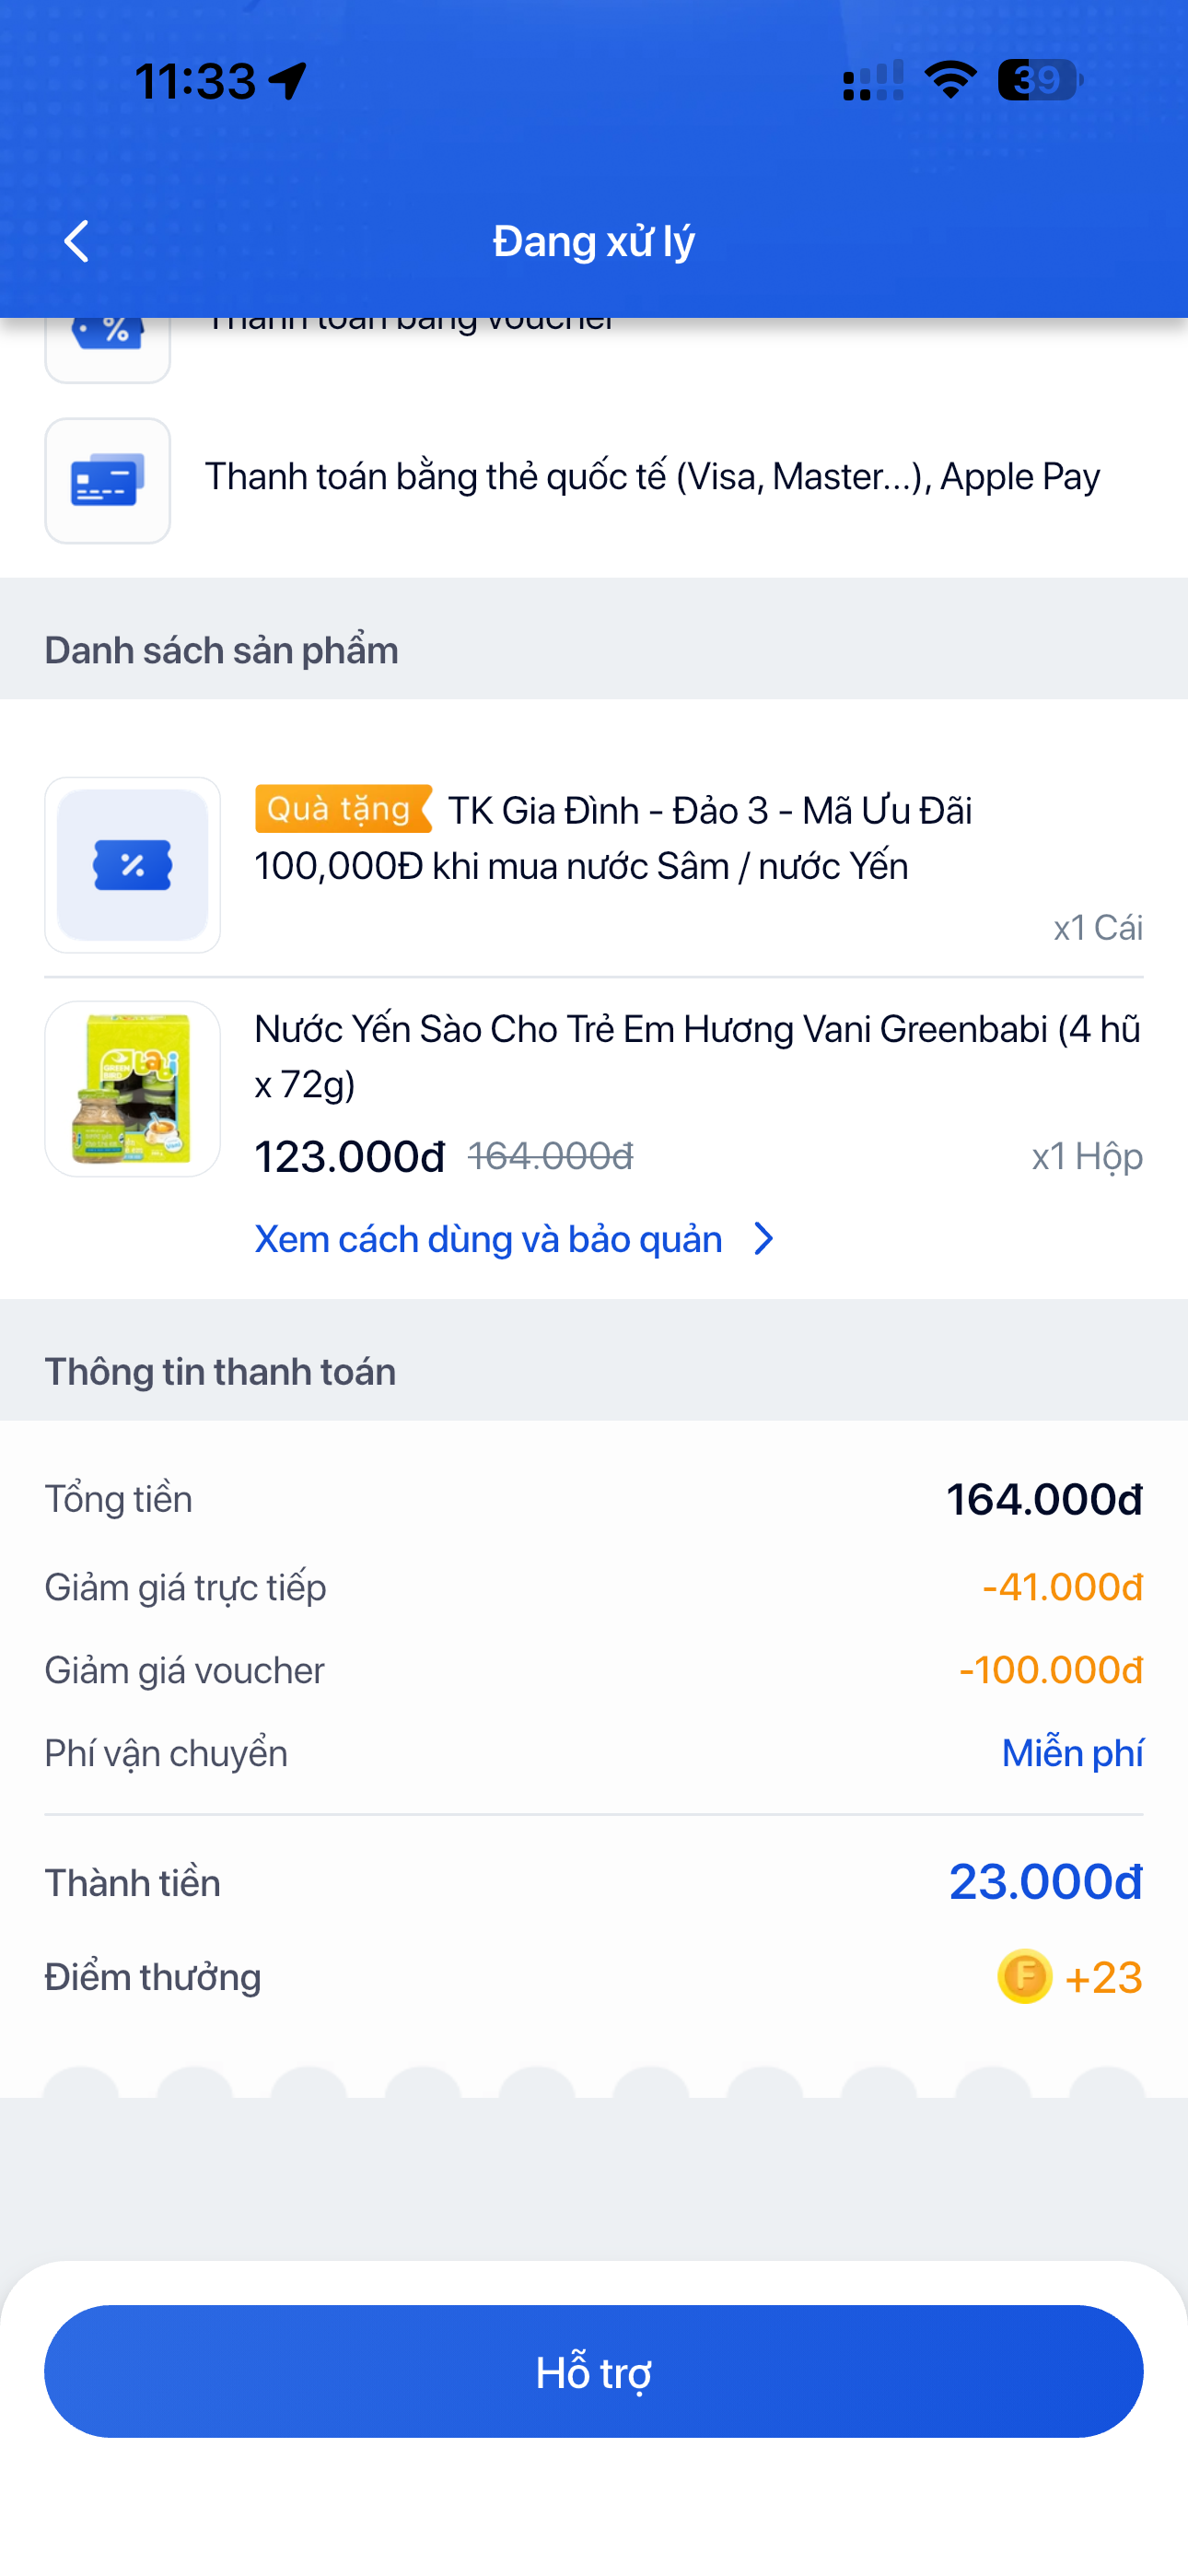 11:33
39
Đang xử lý
Thanh toán bằng voucher
Thanh toán bằng thẻ quốc tế (Visa, Master...), Apple Pay
Danh sách sản phẩm
Quà tặng TK Gia Đình - Đảo 3 - Mã Ưu Đãi
100,000Đ khi mua nước Sâm / nước Yến
x1 Cái
Nước Yến Sào Cho Trẻ Em Hương Vani Greenbabi (4 hũ
x 72g)
123.000đ 164.000đ x1 Hộp
Xem cách dùng và bảo quản
Thông tin thanh toán
Tổng tiền 164.000đ
Giảm giá trực tiếp -41.000đ
Giảm giá voucher -100.000đ
Phí vận chuyển Miễn phí
Thành tiền 23.000đ
Điểm thưởng F +23
Hỗ trợ